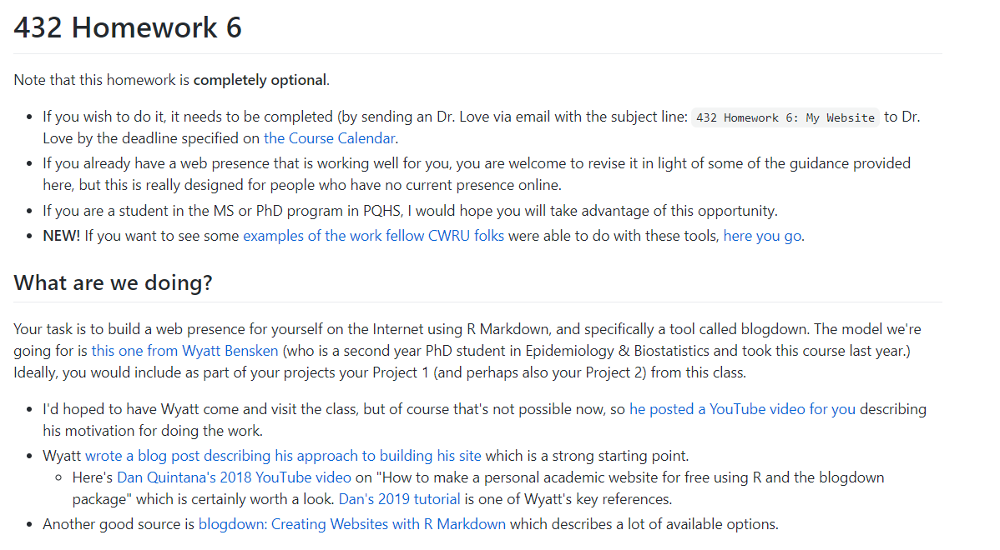 432 Homework 6
Note that this homework is completely optional.
• If you wish to do it, it needs to be completed (by sending an Dr. Love via email with the subject line: 432 Homework 6: My Website to Dr.
Love by the deadline specified on the Course Calendar.
• If you already have a web presence that is working well for you, you are welcome to revise it in light of some of the guidance provided
here, but this is really designed for people who have no current presence online.
• If you are a student in the MS or PhD program in PQHS, I would hope you will take advantage of this opportunity.
• NEW! If you want to see some examples of the work fellow CWRU folks were able to do with these tools, here you go.
What are we doing?
Your task is to build a web presence for yourself on the Internet using R Markdown, and specifically a tool called blogdown. The model we're
going for is this one from Wyatt Bensken (who is a second year PhD student in Epidemiology & Biostatistics and took this course last year.)
Ideally, you would include as part of your projects your Project 1 (and perhaps also your Project 2) from this class.
• I'd hoped to have Wyatt come and visit the class, but of course that's not possible now, so he posted a YouTube video for you describing
his motivation for doing the work.
• Wyatt wrote a blog post describing his approach to building his site which is a strong starting point.
◦ Here's Dan Quintana's 2018 YouTube video on "How to make a personal academic website for free using R and the blogdown
package" which is certainly worth a look. Dan's 2019 tutorial is one of Wyatt's key references.
• Another good source is blogdown: Creating Websites with R Markdown which describes a lot of available options.